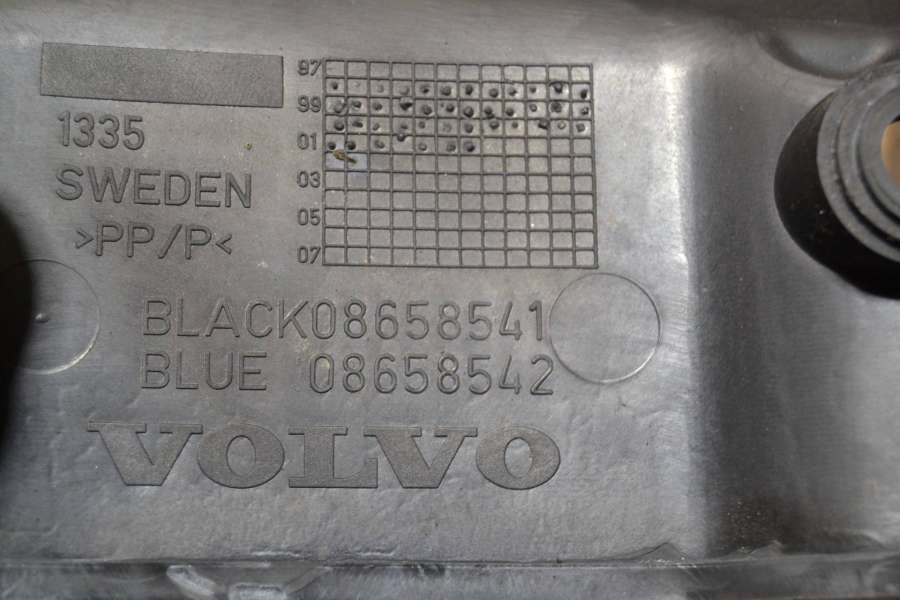 97
99
1335
01
SWEDEN
03
05
>PP/P<
07
BLACK08658541
BLUE 08658542
VOLVO